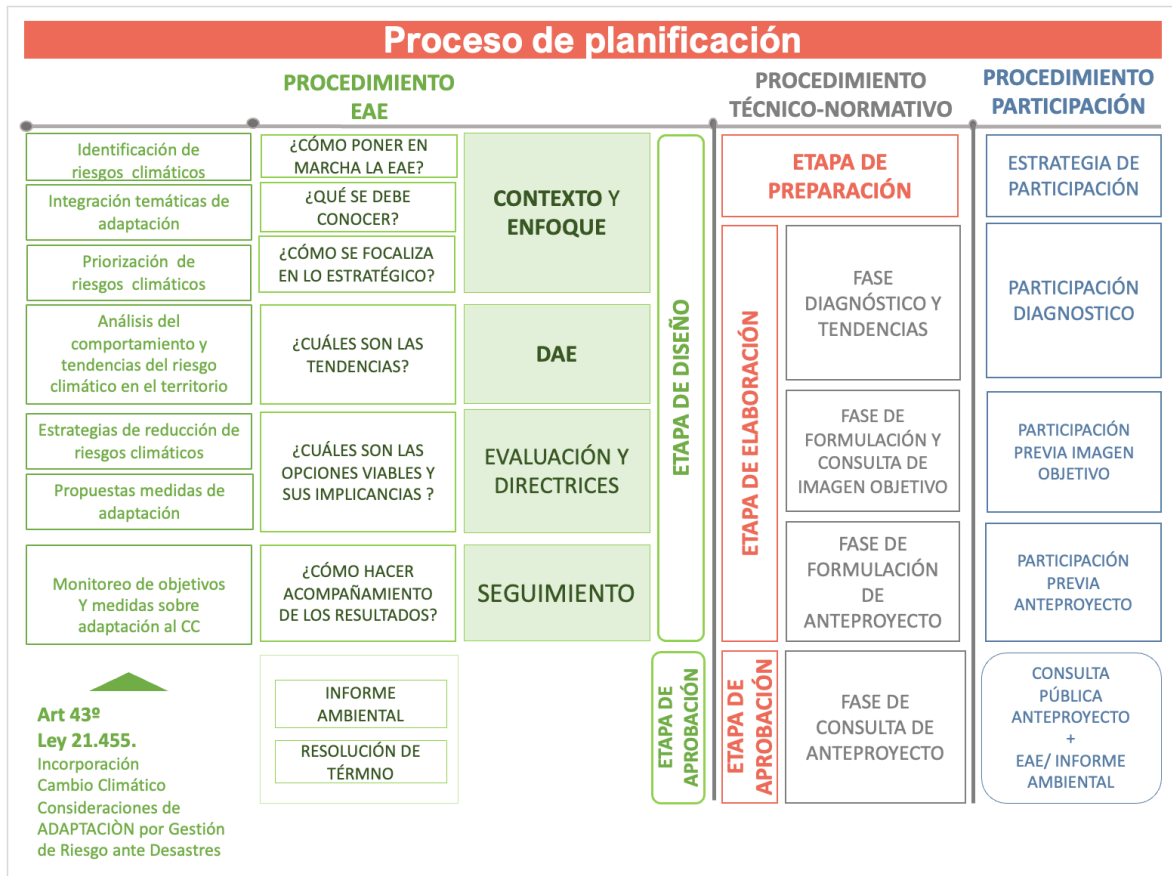 Proceso de planificación
PROCEDIMIENTO
EAE
PROCEDIMIENTO
TÉCNICO-NORMATIVO
PROCEDIMIENTO
PARTICIPACIÓN
Identificación de
riesgos climáticos
Integración temáticas de
adaptación
Priorización de
riesgos climáticos
Análisis del
comportamiento y
tendencias del riesgo
climático en el territorio
Estrategias de reducción de
riesgos climáticos
Propuestas medidas de
adaptación
Monitoreo de objetivos
Y medidas sobre
adaptación al CC
Art 43º
Ley 21.455.
Incorporación
Cambio Climático
Consideraciones de
ADAPTACIÒN por Gestión
de Riesgo ante Desastres
¿CÓMO PONER EN
MARCHA LA EAE?
¿QUÉ SE DEBE
CONOCER?
¿CÓMO SE FOCALIZA
EN LO ESTRATÉGICO?
¿CUÁLES SON LAS
TENDENCIAS?
¿CUÁLES SON LAS
OPCIONES VIABLES Y
SUS IMPLICANCIAS ?
¿CÓMO HACER
ACOMPAÑAMIENTO
DE LOS RESULTADOS?
INFORME
AMBIENTAL
RESOLUCIÓN DE
TÉRMNO
CONTEXTO Y
ENFOQUE
DAE
EVALUACIÓN Y
DIRECTRICES
SEGUIMIENTO
ETAPA DE DISEÑO
ETAPA DE
APROBACIÓN
ETAPA DE
PREPARACIÓN
ETAPA DE ELABORACIÓN
ETAPA DE
APROBACIÓN
FASE
DIAGNÓSTICO Y
TENDENCIAS
FASE DE
FORMULACIÓN Y
CONSULTA DE
IMAGEN OBJETIVO
FASE DE
FORMULACIÓN
DE
ANTEPROYECTO
FASE DE
CONSULTA DE
ANTEPROYECTO
ESTRATEGIA DE
PARTICIPACIÓN
PARTICIPACIÓN
DIAGNOSTICO
PARTICIPACIÓN
PREVIA IMAGEN
OBJETIVO
PARTICIPACIÓN
PREVIA
ANTEPROYECTO
CONSULTA
PÚBLICA
ANTEPROYECTO
+
EAE/ INFORME
AMBIENTAL